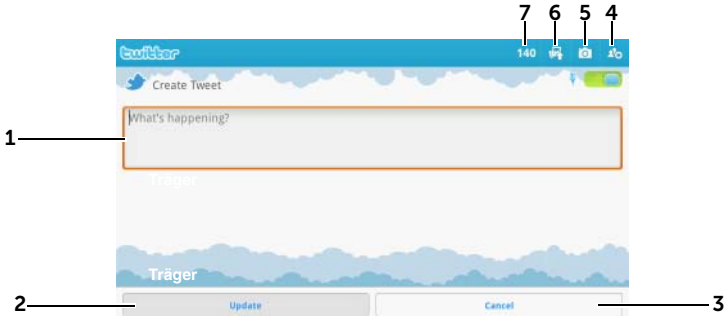 7 6 5 4
twitter 140
Create Tweet
1 What's happening?
Träger
Träger
2 Update Cancel 3